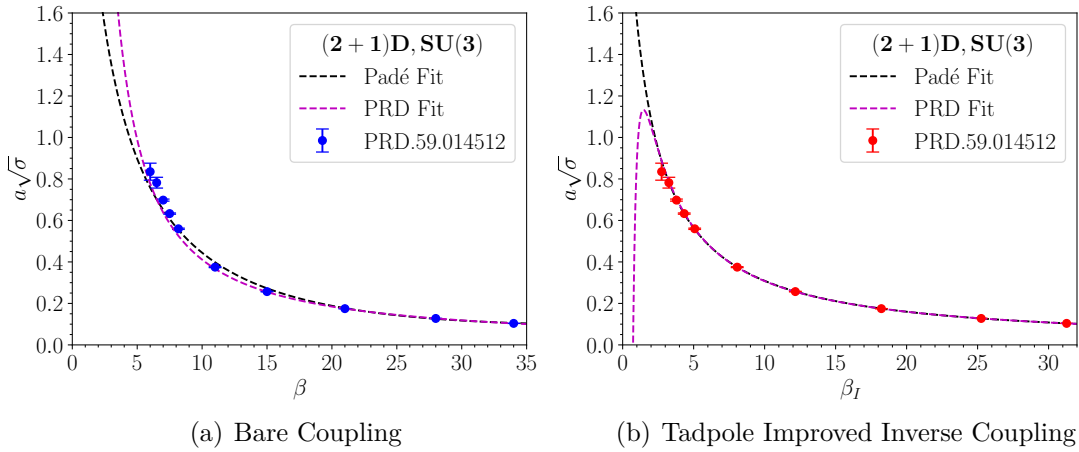 1.6
1.4
1.2
1.0
0.8
0.6
0.4
0.2
0.0
a√σ
(2 + 1)D, SU(3)
Padé Fit
PRD Fit
PRD.59.014512
0 5 10 15 20 25 30 35
β
(a) Bare Coupling
1.6
1.4
1.2
1.0
0.8
0.6
0.4
0.2
0.0
a√σ
(2 + 1)D, SU(3)
Padé Fit
PRD Fit
PRD.59.014512
0 5 10 15 20 25 30
β_I
(b) Tadpole Improved Inverse Coupling